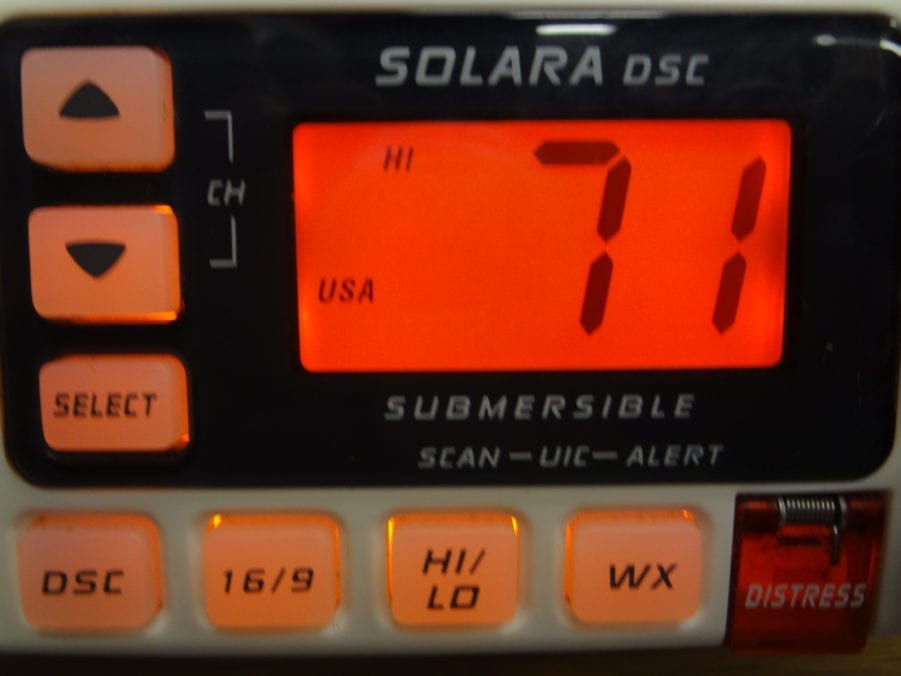 SOLARA DSC
HI 71
CH
USA
SELECT
SUBMERSIBLE
SCAN — UIC — ALERT
DSC
16/9
HI/
LO
WX
DISTRESS